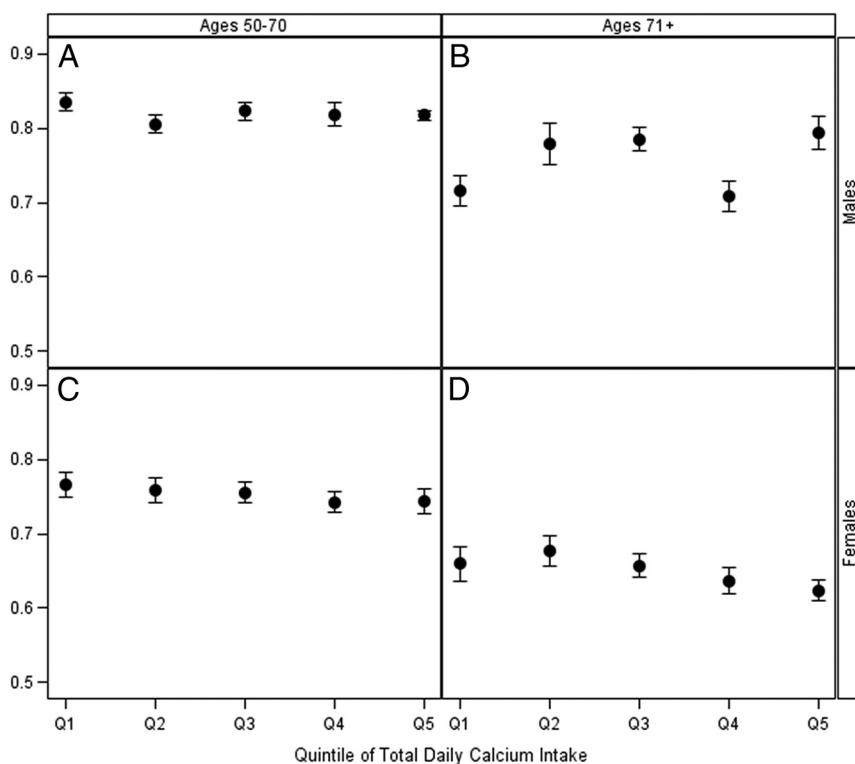 Ages 50-70
Ages 71+
A
B
0.9
0.8
0.7
0.6
0.5
Males
C
D
0.9
0.8
0.7
0.6
0.5
Females
Q1 Q2 Q3 Q4 Q5 Q1 Q2 Q3 Q4 Q5
Quintile of Total Daily Calcium Intake